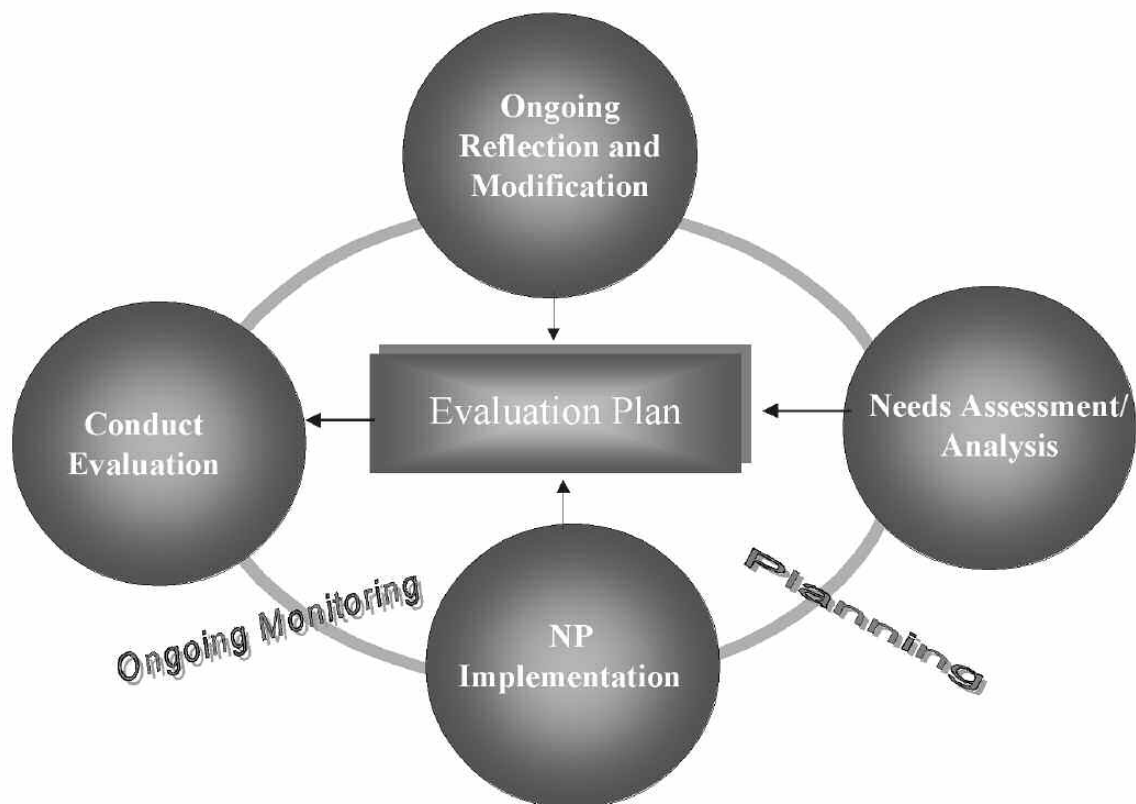 Ongoing
Reflection and
Modification
Conduct
Evaluation
Evaluation Plan
Needs Assessment/
Analysis
Ongoing Monitoring
NP
Implementation
Planning